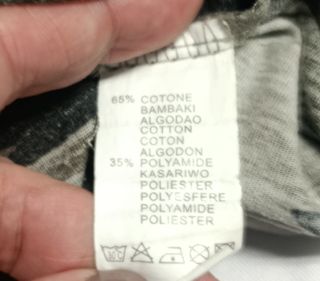 65% COTONE
BAMBAKI
ALGODAO
COTTON
COTON
ALGODON
35% POLYAMIDE
KASARIWO
POLIESTER
POLYESFERE
POLYAMIDE
POLIESTER